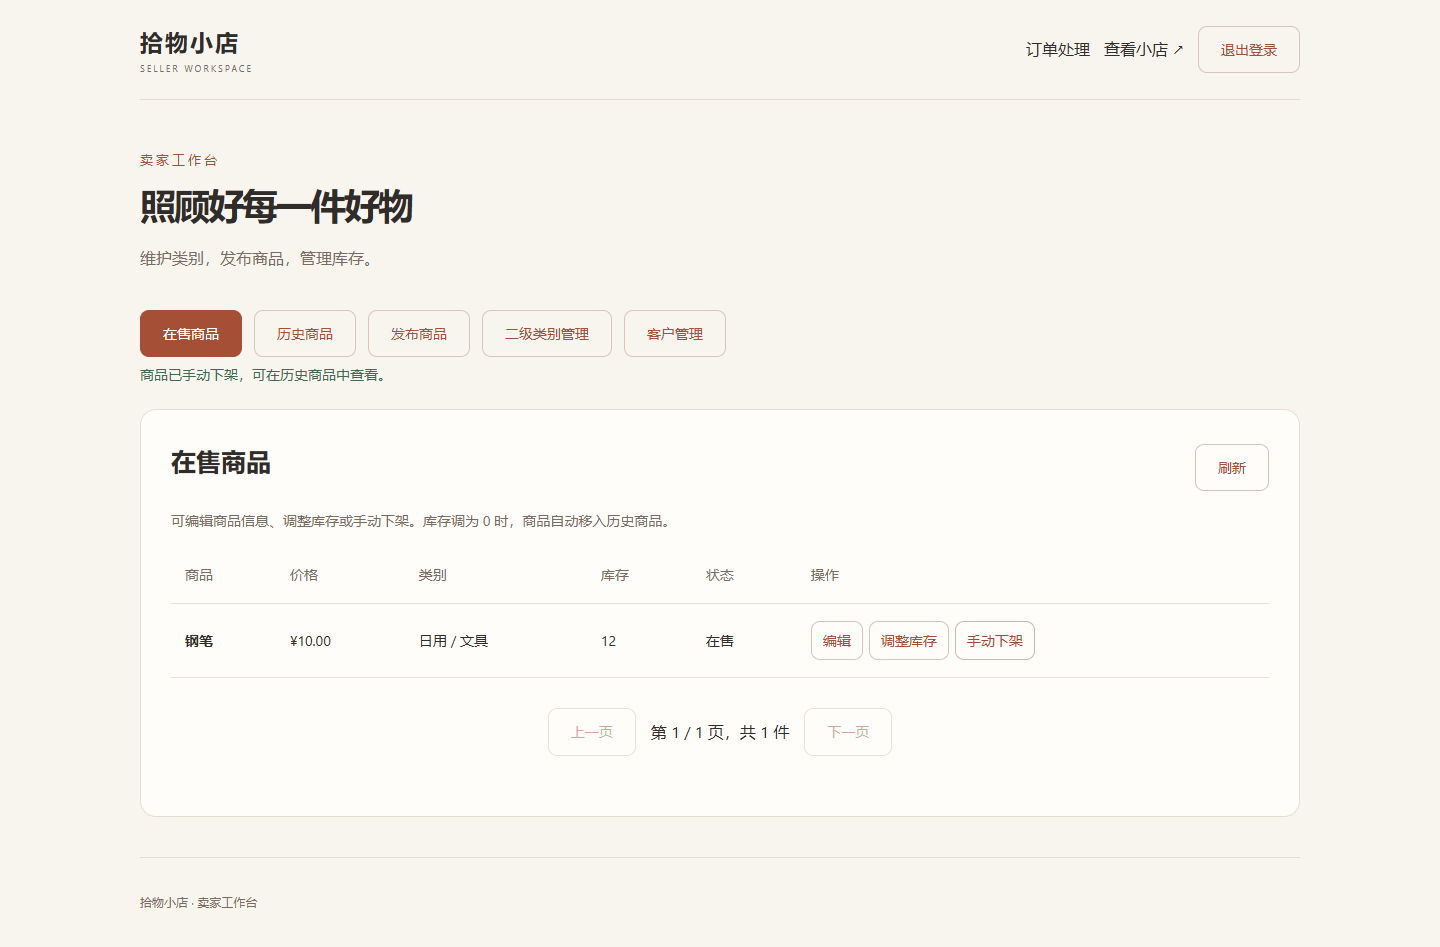 拾物小店
SELLER WORKSPACE
订单处理 查看小店 ↗ 退出登录
卖家工作台
照顾好每一件好物
维护类别，发布商品，管理库存。
在售商品 历史商品 发布商品 二级类别管理 客户管理
商品已手动下架，可在历史商品中查看。
在售商品 刷新
可编辑商品信息、调整库存或手动下架。库存调为 0 时，商品自动移入历史商品。
商品 价格 类别 库存 状态 操作
钢笔 ¥10.00 日用 / 文具 12 在售 编辑 调整库存 手动下架
上一页 第 1 / 1 页，共 1 件 下一页
拾物小店 · 卖家工作台